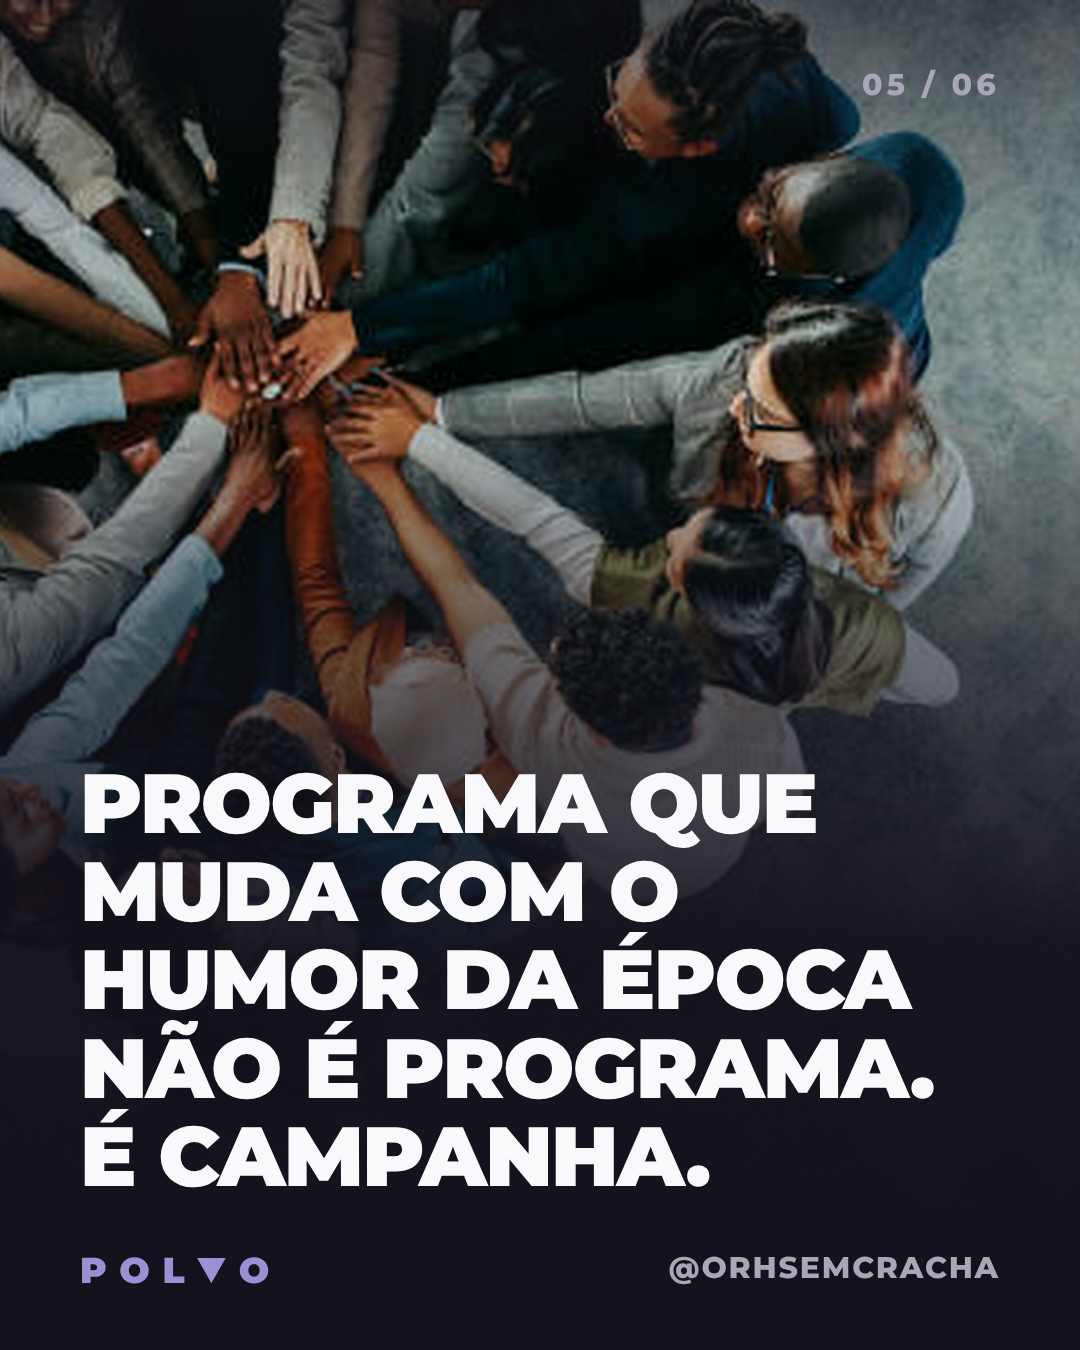 05 / 06
PROGRAMA QUE
MUDA COM O
HUMOR DA ÉPOCA
NÃO É PROGRAMA.
É CAMPANHA.
POLVO
@ORHSEMCRACHA